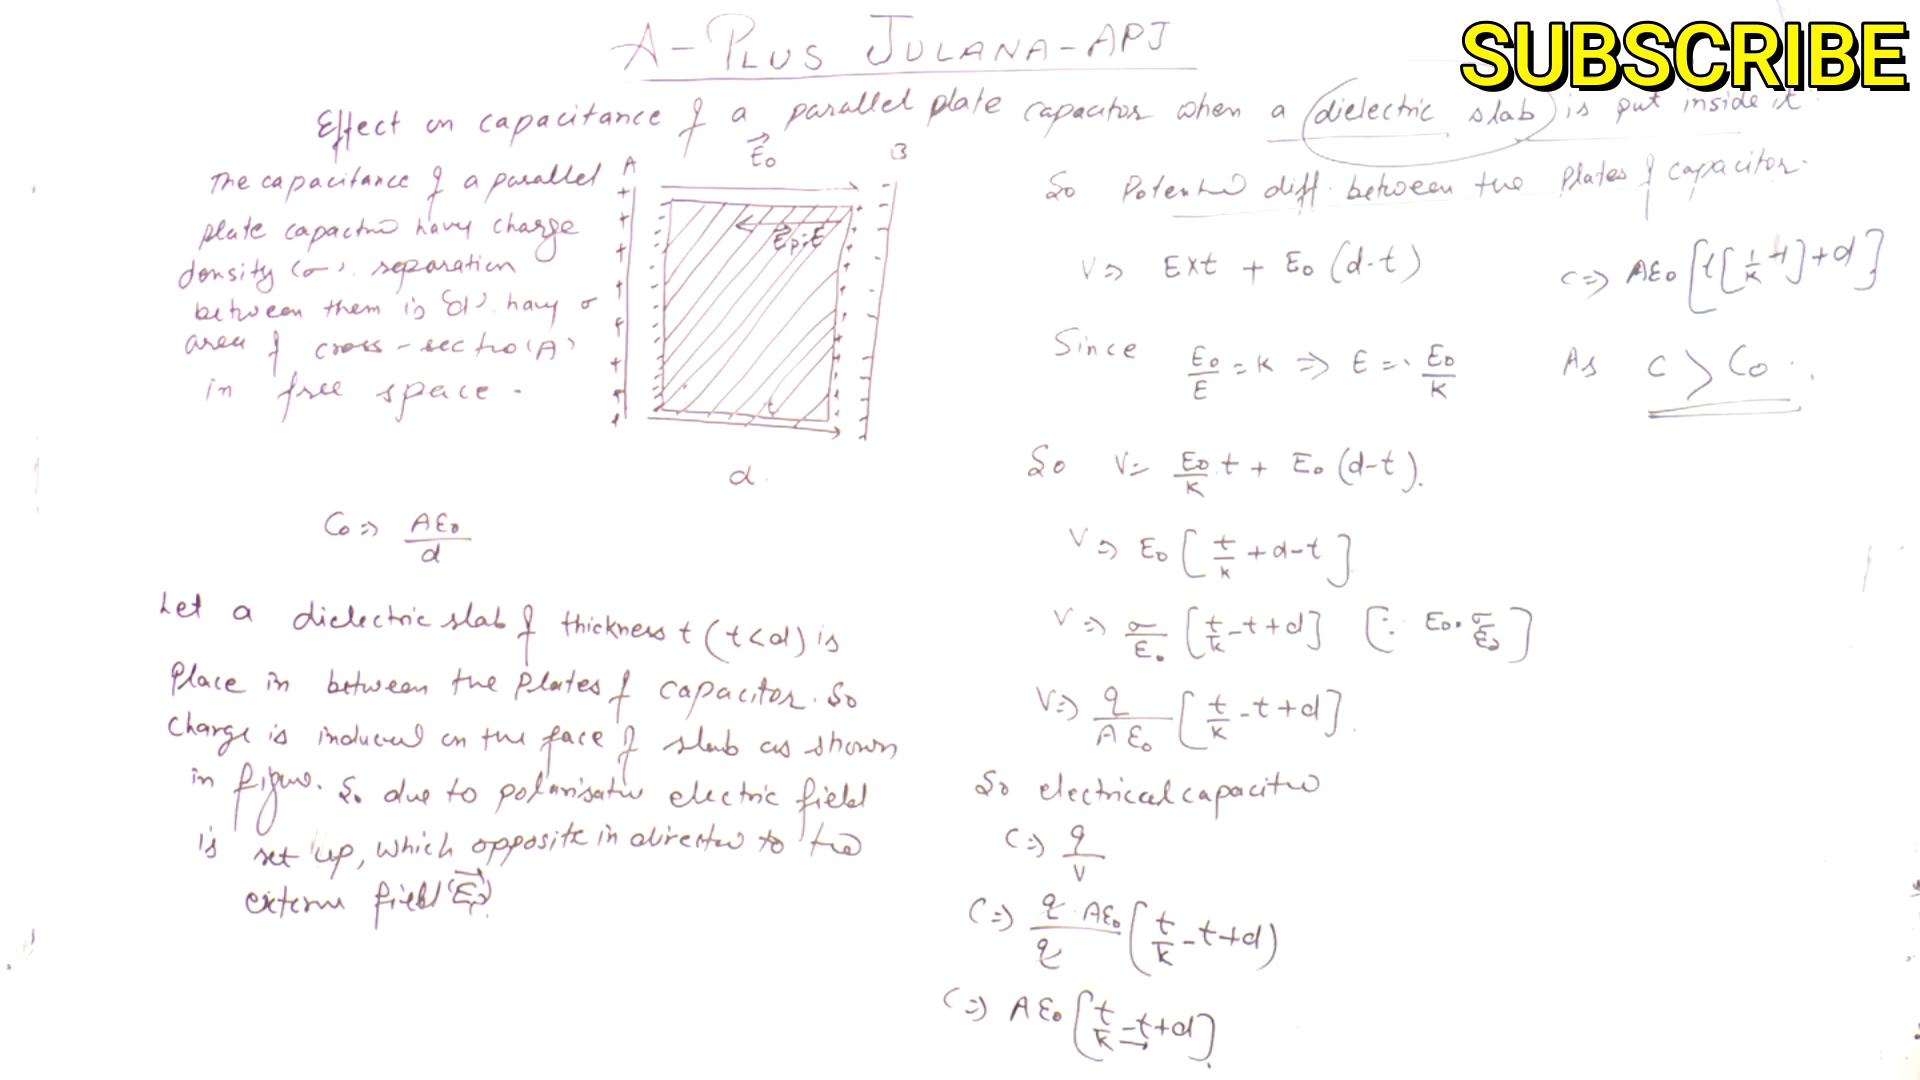 A-PLUS JULANA-APJ
SUBSCRIBE
Effect on capacitance of a parallel plate capacitor when a dielectric slab is put inside it
The capacitance of a parallel
plate capacitor having charge
density (σ). separation
between them is 'd'. having
area of cross-section (A)
in free space.
A
E₀
B
Ep:E
t
d
C₀ ⇒ Aε₀/d
Let a dielectric slab of thickness t (t<d) is
Place in between the plates of capacitor. So
charge is induced on the face of slab as shown
in figure. So due to polarisation electric field
is set up, which opposite in direction to the
extern field (E₀)
So Potential diff. between the Plates of capacitor.
V ⇒ E×t + E₀ (d-t)
Since E₀/E = K ⇒ E = E₀/K
So V = E₀/K t + E₀ (d-t).
V ⇒ E₀ [t/K + d-t]
V ⇒ σ/ε₀ [t/K - t + d] [∵ E₀ = σ/ε₀]
V ⇒ q/Aε₀ [t/K - t + d].
So electrical capacitance
C ⇒ q/V
C ⇒ q.Aε₀/q (t/K - t + d)
C ⇒ Aε₀ [t/K - t + d].
C ⇒ Aε₀ [t[1/K -1] + d]
As C > C₀.